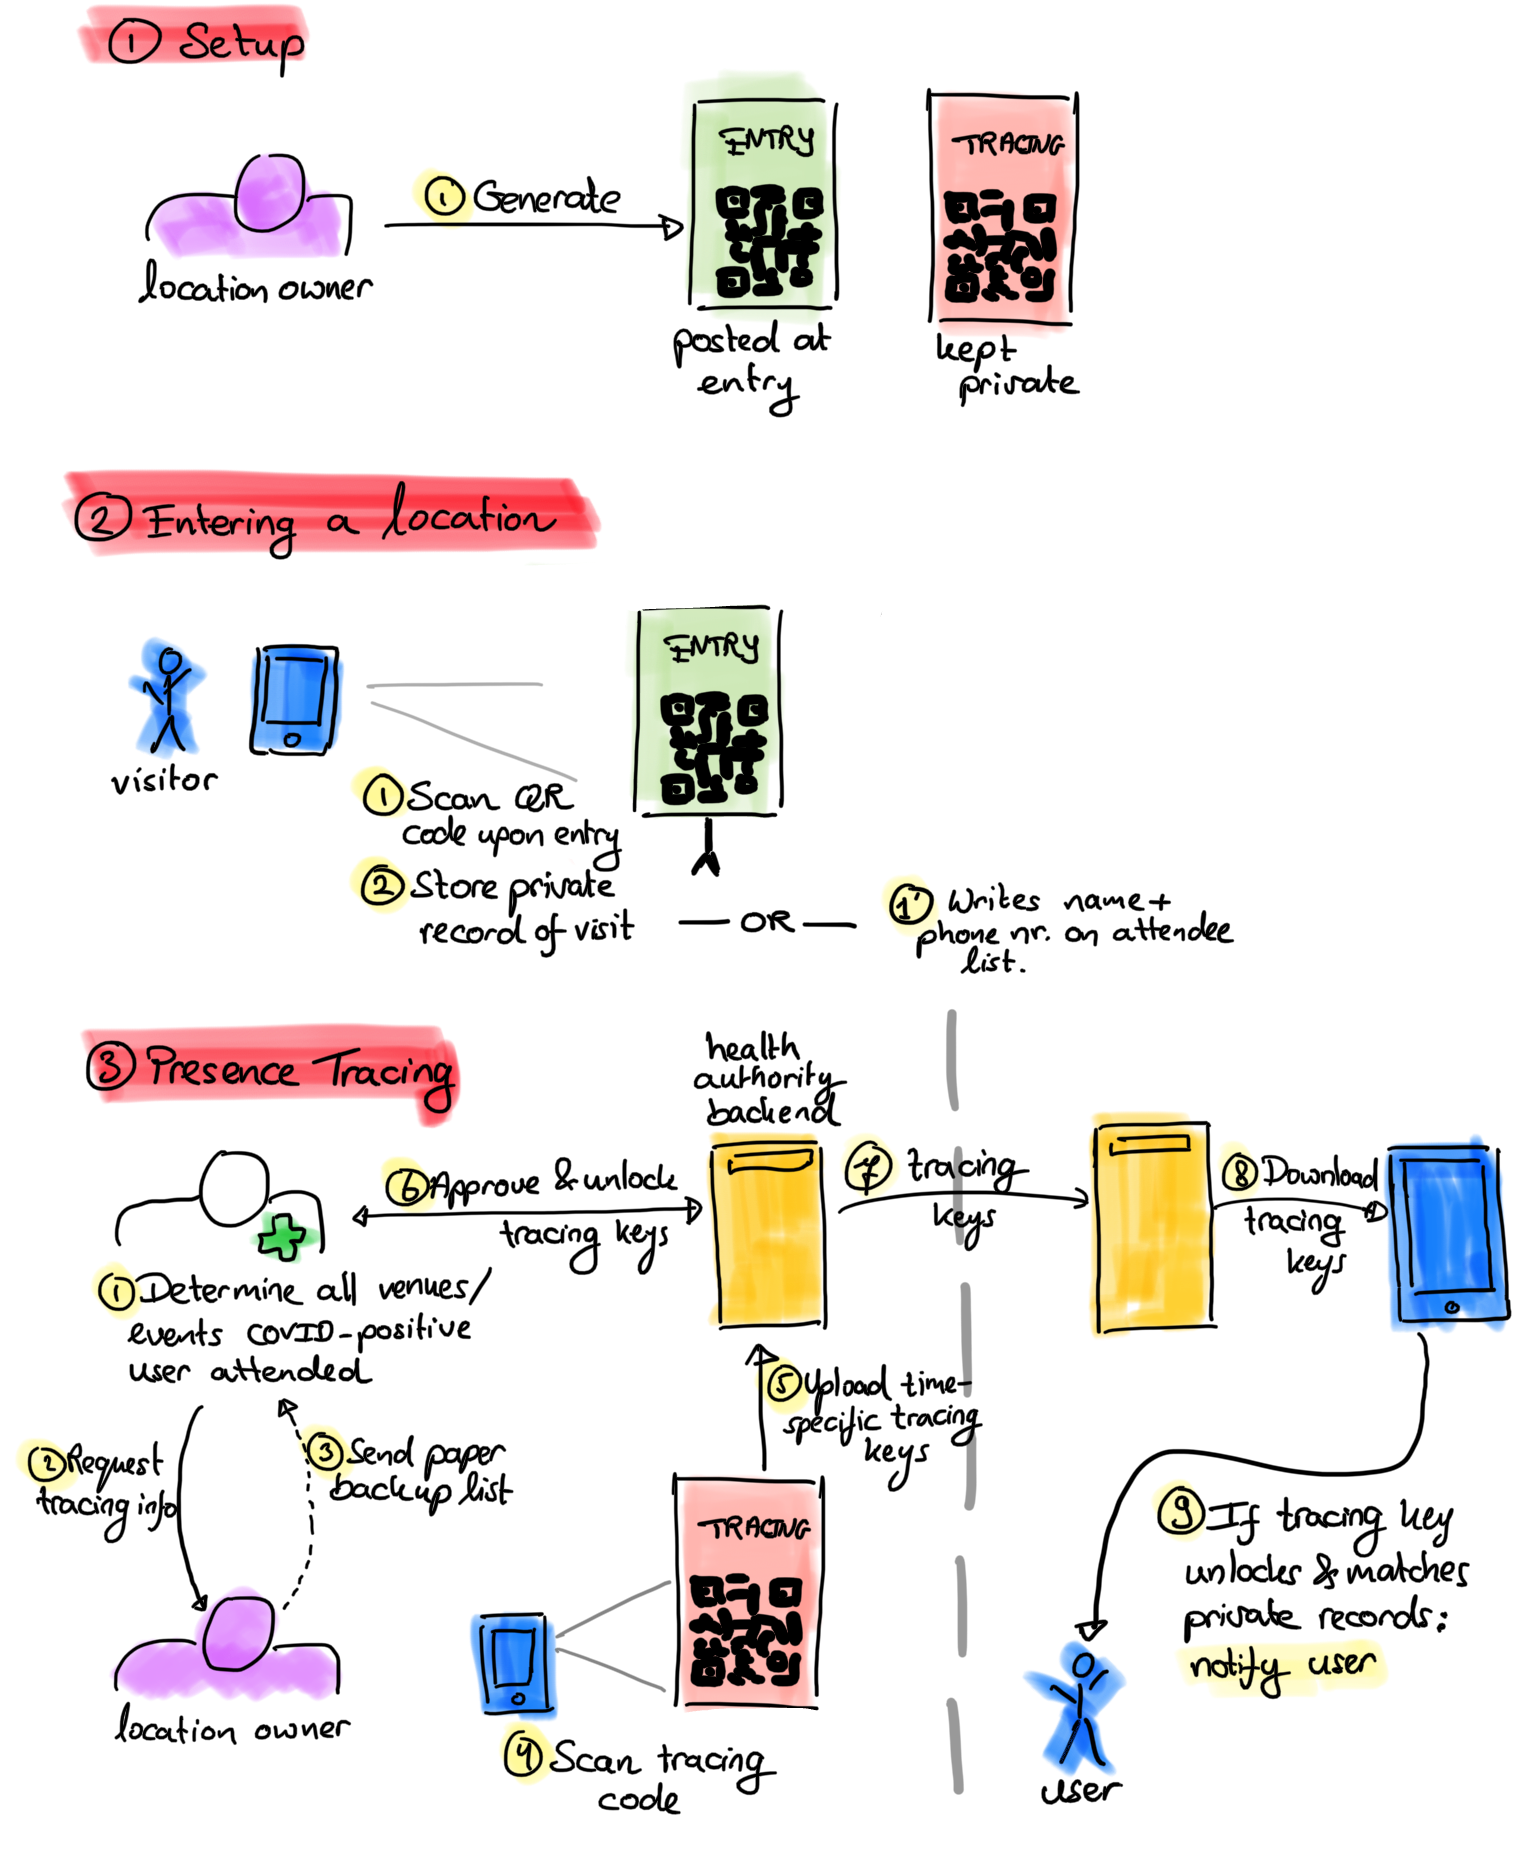 ① Setup
① Generate
location owner
ENTRY
posted at
entry
TRACING
kept
private
② Entering a location
visitor
ENTRY
① Scan QR
code upon entry
② Store private
record of visit
— OR —
1' Writes name +
phone nr. on attendee
list.
③ Presence Tracing
health
authority
backend
① Determine all venues/
events COVID-positive
user attended
② Request
tracing info
③ Send paper
backup list
location owner
④ Scan tracing
code
TRACING
⑤ Upload time-
specific tracing
keys
⑥ Approve & unlock
tracing keys
⑦ tracing
keys
⑧ Download
tracing
keys
⑨ If tracing key
unlocks & matches
private records:
notify user
user